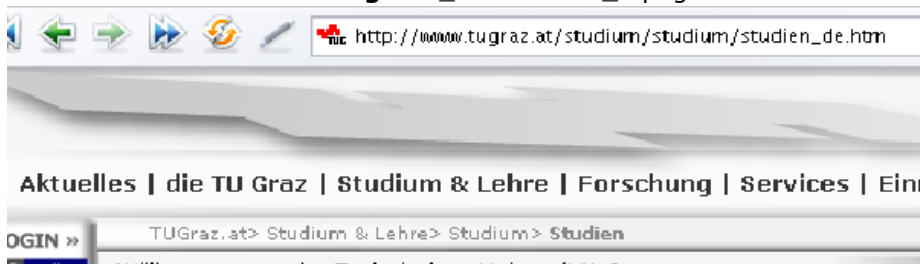 http://www.tugraz.at/studium/studium/studien_de.htm
Aktuelles | die TU Graz | Studium & Lehre | Forschung | Services |
OGIN »
TUGraz.at> Studium & Lehre> Studium> Studien